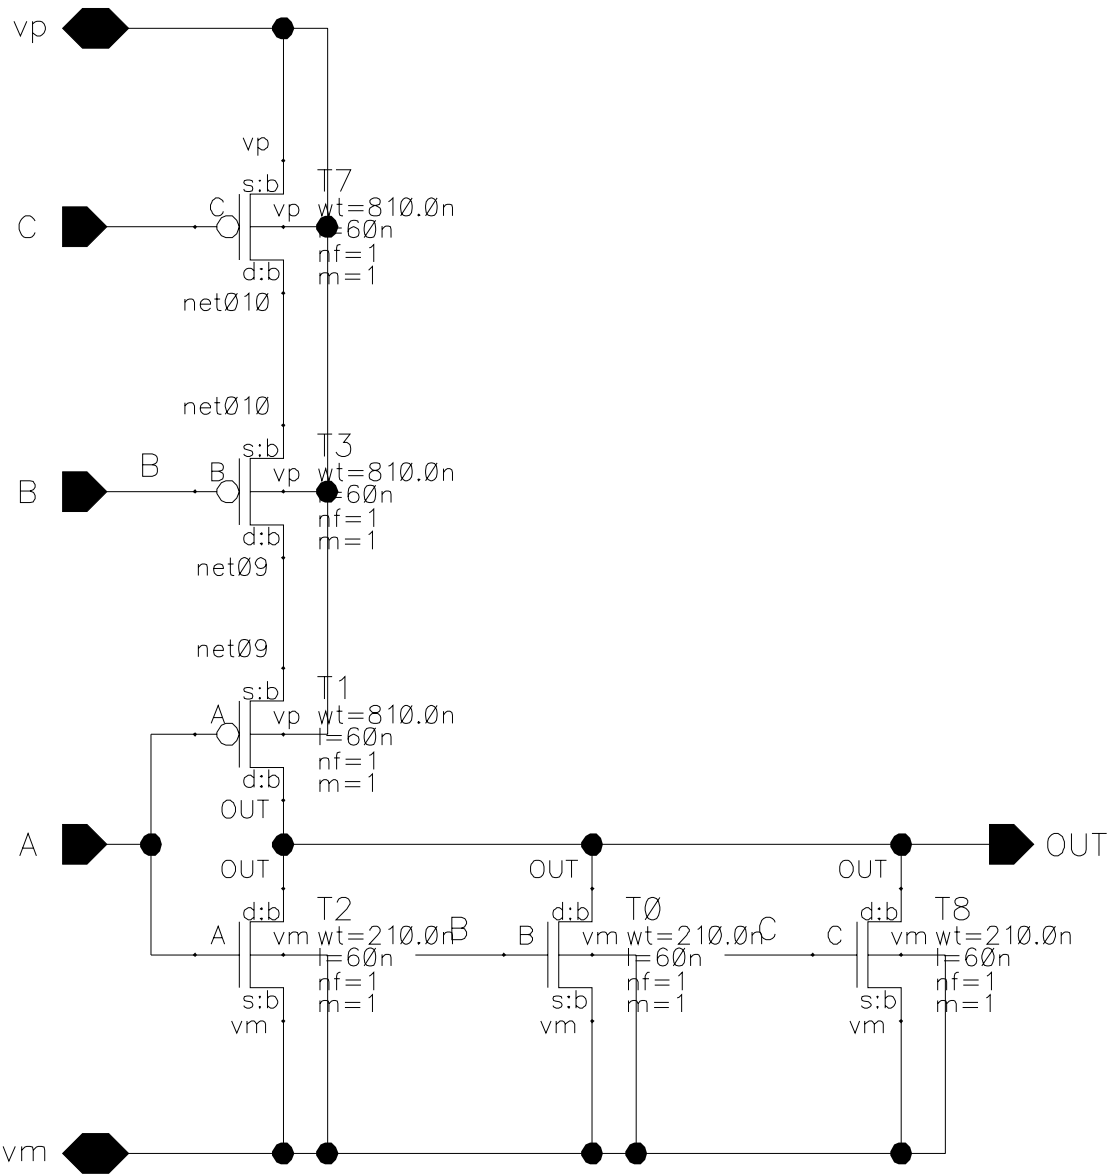 vp
vp
s:b
T7
C
C
vp
wt=810.0n
l=60n
nf=1
d:b
m=1
net010
net010
s:b
T3
B
B
B
vp
wt=810.0n
l=60n
nf=1
d:b
m=1
net09
net09
s:b
T1
A
vp
wt=810.0n
l=60n
nf=1
d:b
m=1
OUT
A
OUT
OUT
OUT
OUT
d:b
T2
A
vm
wt=210.0n
l=60n
nf=1
s:b
m=1
vm
B
d:b
T0
B
vm
wt=210.0n
l=60n
nf=1
s:b
m=1
vm
C
d:b
T8
C
vm
wt=210.0n
l=60n
nf=1
s:b
m=1
vm
vm